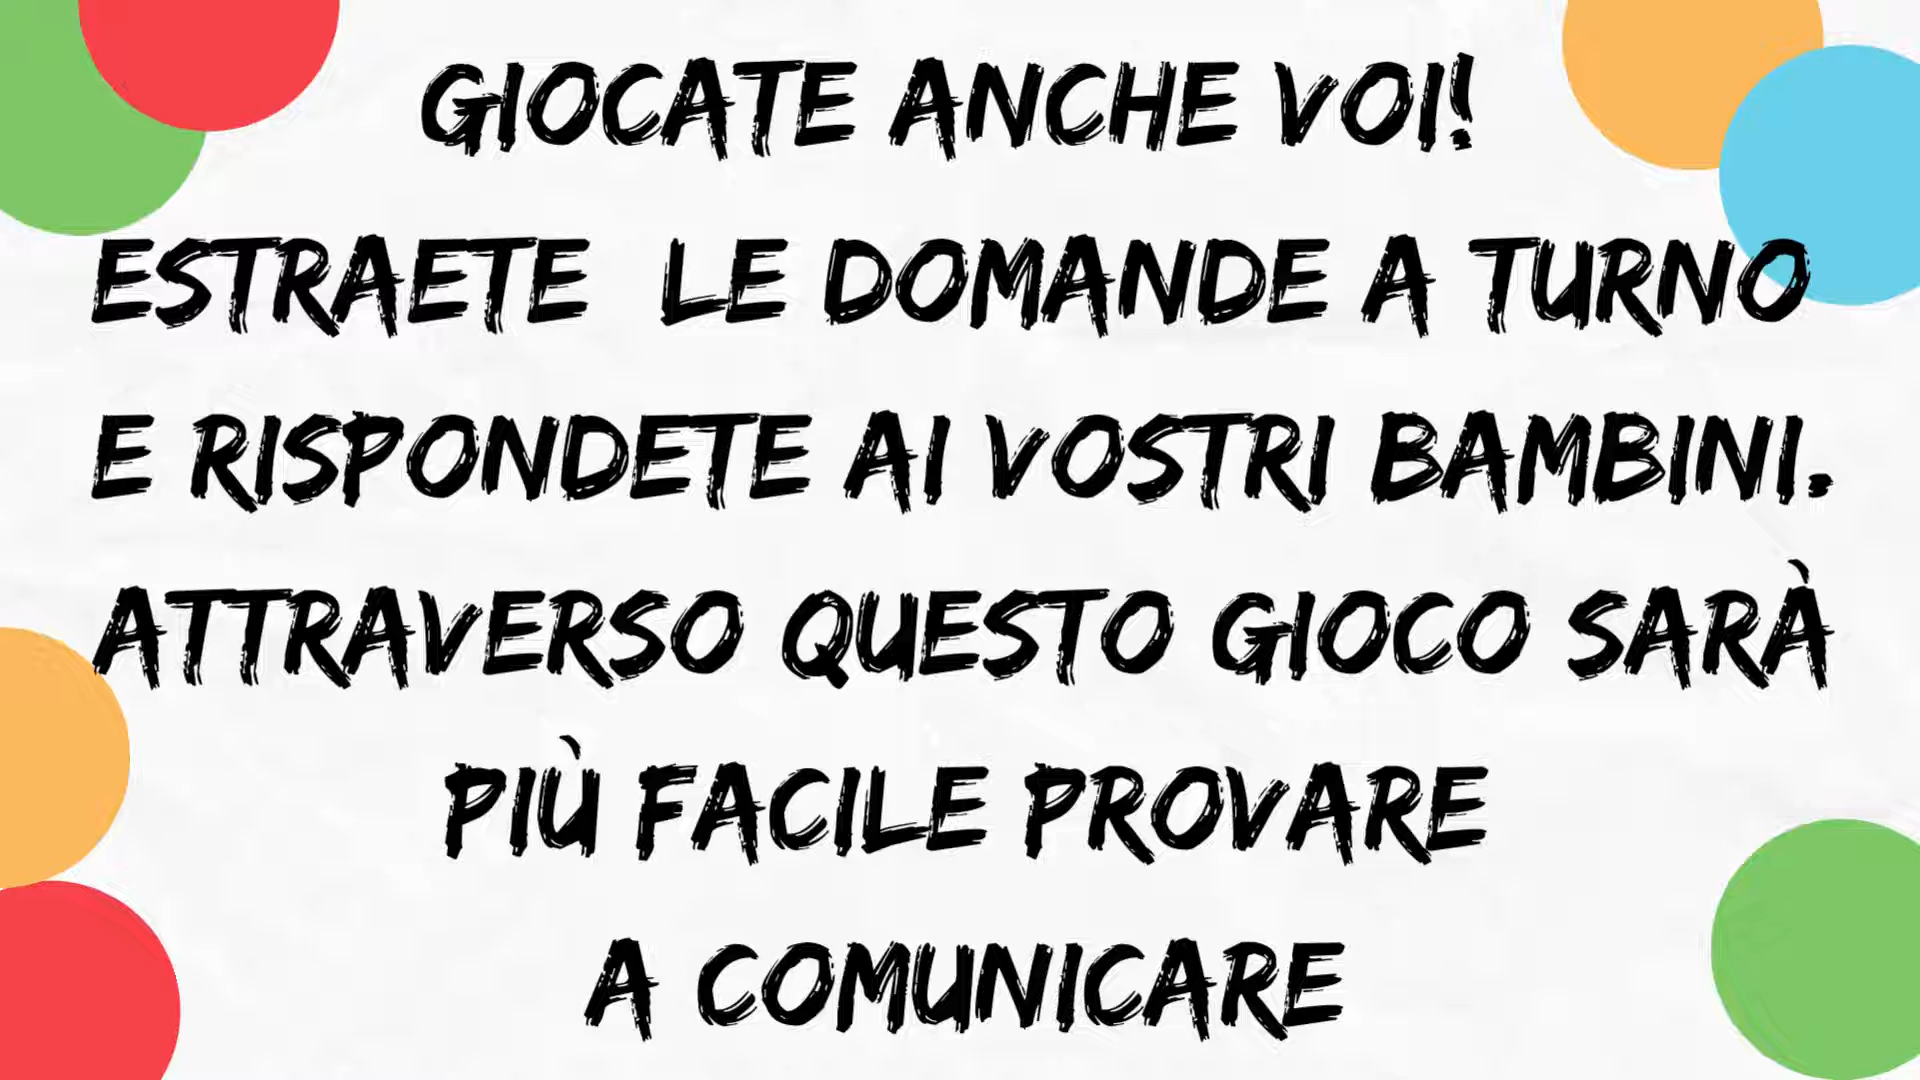 GIOCATE ANCHE VOI!
ESTRAETE LE DOMANDE A TURNO
E RISPONDETE AI VOSTRI BAMBINI.
ATTRAVERSO QUESTO GIOCO SARÀ
PIÙ FACILE PROVARE
A COMUNICARE